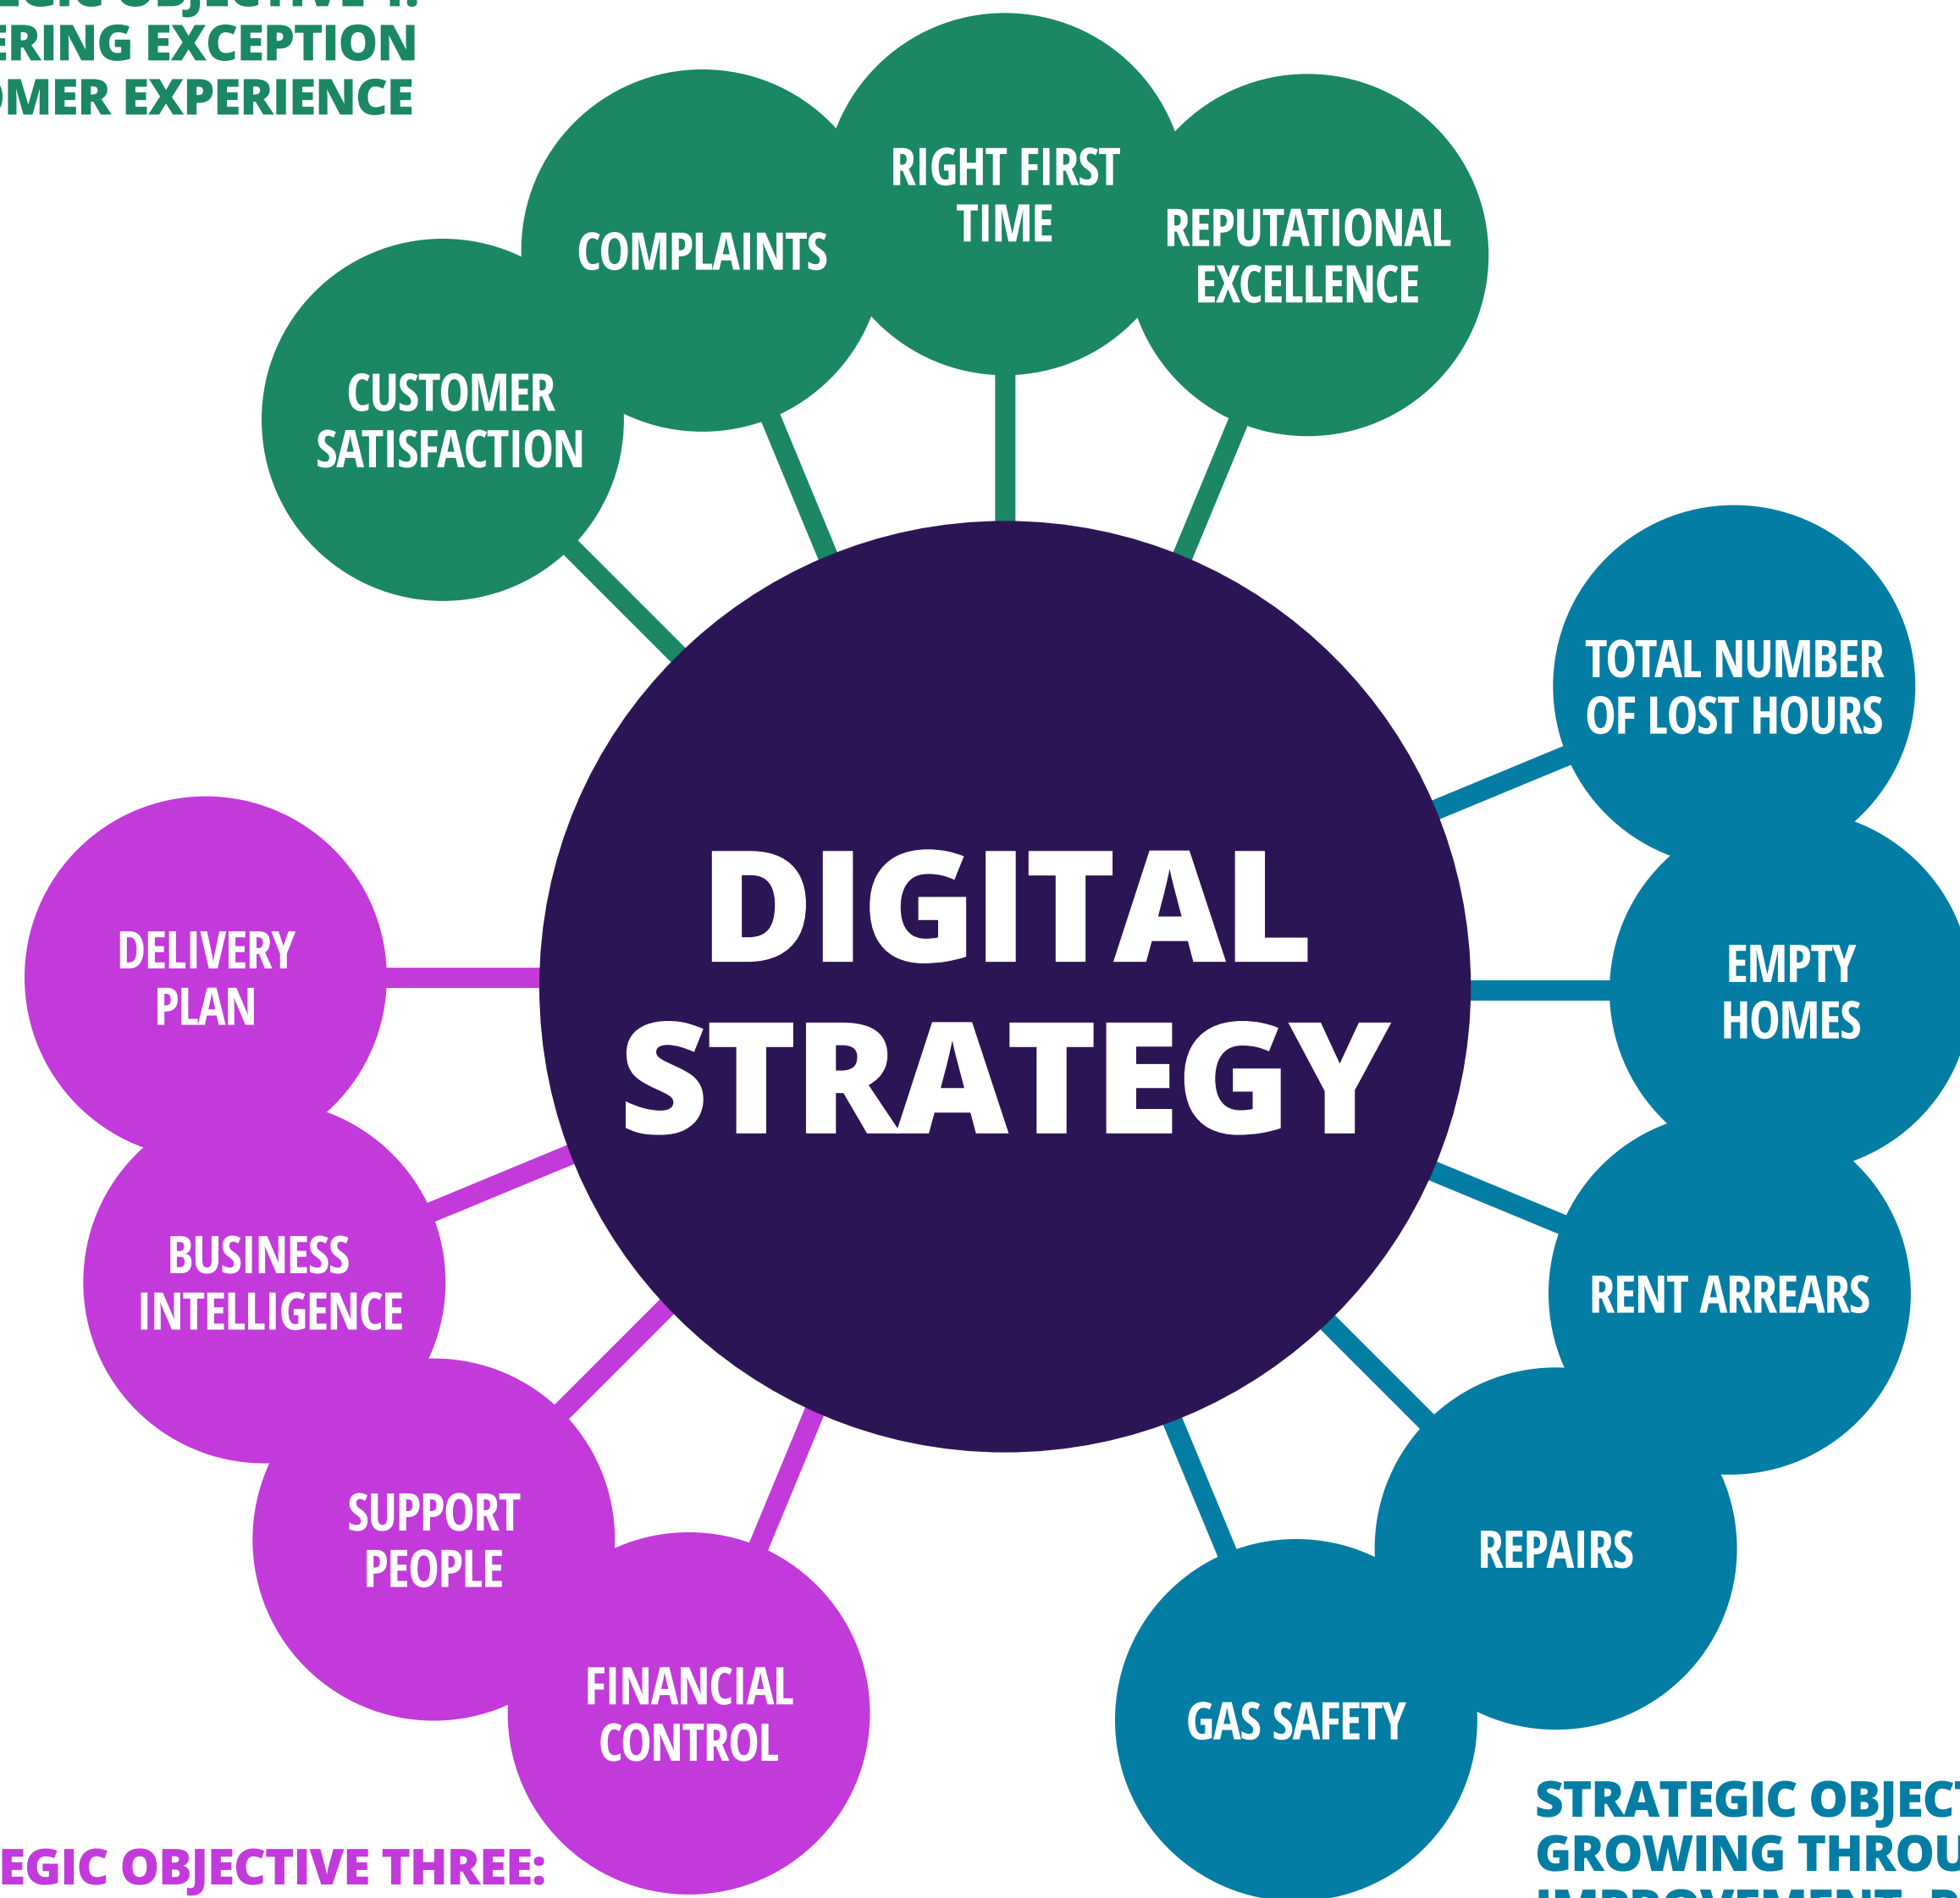 ERING EXCEPTION
MER EXPERIENCE
RIGHT FIRST
TIME
COMPLAINTS
REPUTATIONAL
EXCELLENCE
CUSTOMER
SATISFACTION
TOTAL NUMBER
OF LOST HOURS
DIGITAL
STRATEGY
DELIVERY
PLAN
EMPTY
HOMES
BUSINESS
INTELLIGENCE
RENT ARREARS
SUPPORT
PEOPLE
REPAIRS
FINANCIAL
CONTROL
GAS SAFETY
STRATEGIC OBJEC
GROWING THROU
EGIC OBJECTIVE THREE: